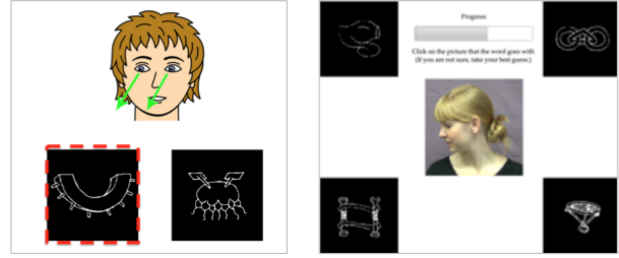 Progress
Click on the picture that the word goes with
(If you are not sure, take your best guess.)